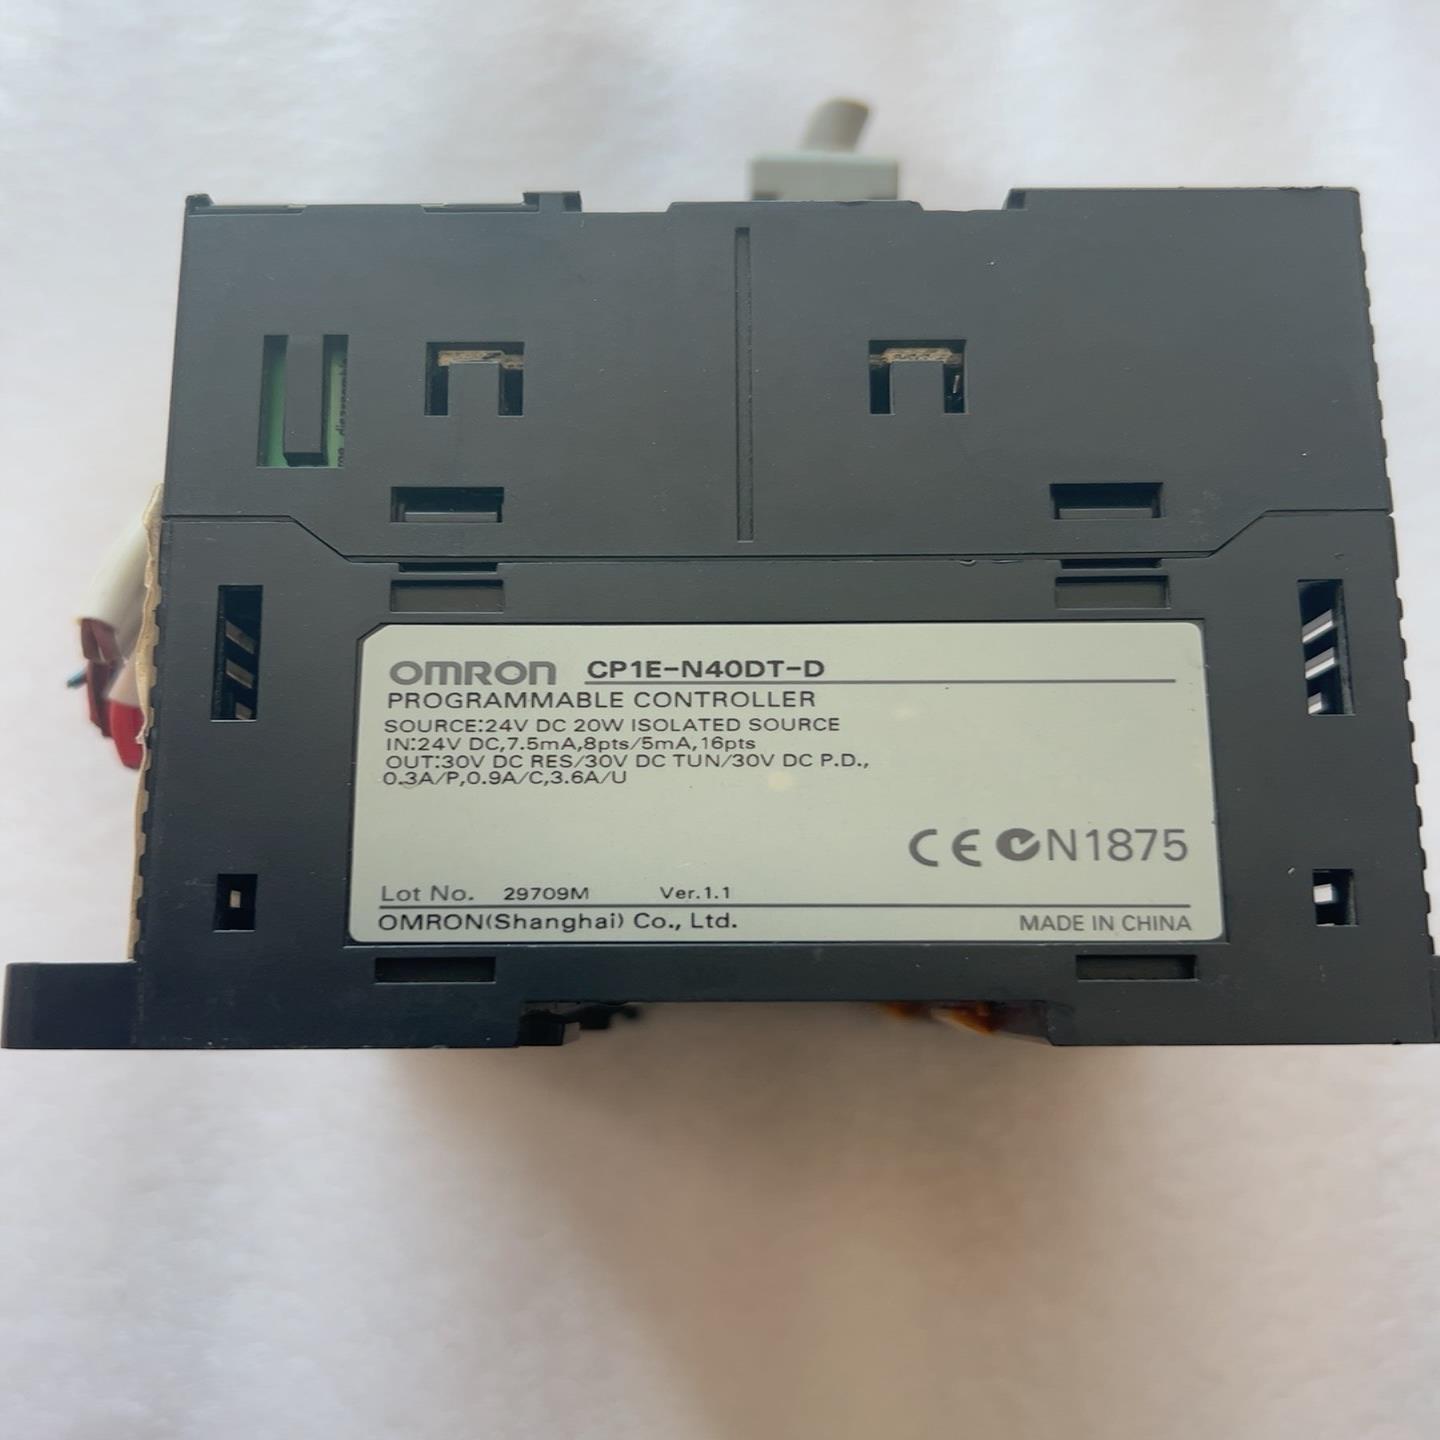 OMRON CP1E-N40DT-D
PROGRAMMABLE CONTROLLER
SOURCE:24V DC 20W ISOLATED SOURCE
IN:24V DC,7.5mA,8pts/5mA,16pts
OUT:30V DC RES/30V DC TUN/30V DC P.D.,
0.3A/P,0.9A/C,3.6A/U
CE N1875
Lot No. 29709M Ver.1.1
OMRON(Shanghai) Co., Ltd. MADE IN CHINA